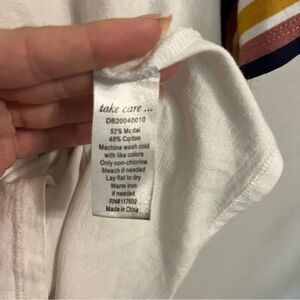 take care ...
DB20040010
52% Modal
48% Cotton
Machine wash cold
with like colors
Only non-chlorine
bleach if needed
Lay flat to dry
Warm iron
if needed
RN#117609
Made in China